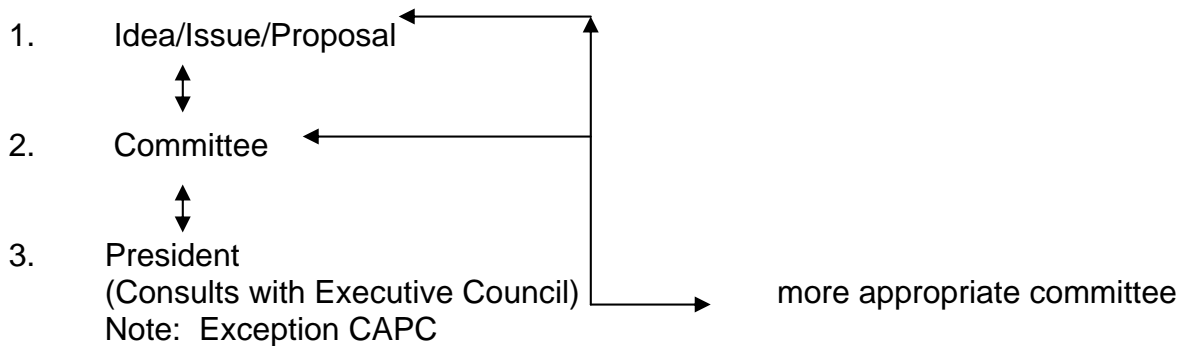 1. Idea/Issue/Proposal
2. Committee
3. President
(Consults with Executive Council)
more appropriate committee
Note: Exception CAPC